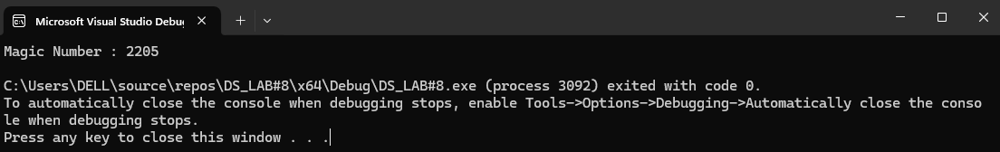 Microsoft Visual Studio Debug
Magic Number : 2205
C:\Users\DELL\source\repos\DS_LAB#8\x64\Debug\DS_LAB#8.exe (process 3092) exited with code 0.
To automatically close the console when debugging stops, enable Tools->Options->Debugging->Automatically close the conso
le when debugging stops.
Press any key to close this window . . .